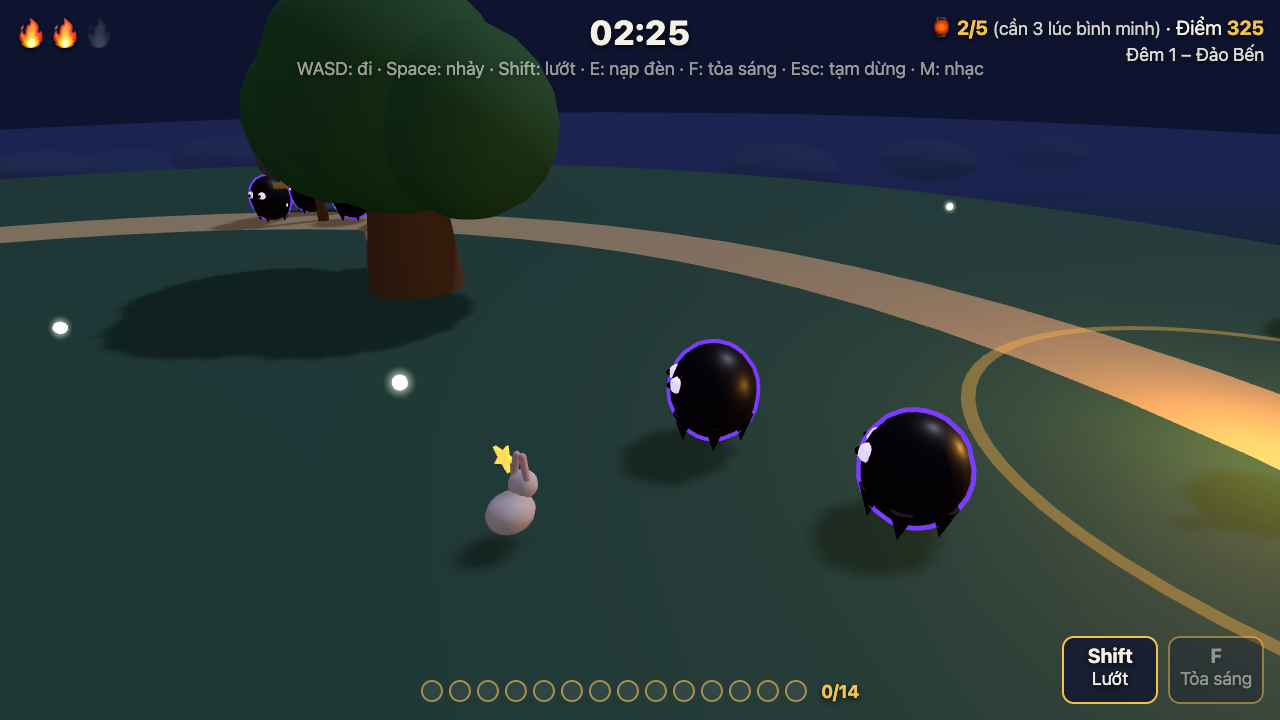 02:25
2/5 (cần 3 lúc bình minh) · Điểm 325
Đêm 1 – Đảo Bến
WASD: đi · Space: nhảy · Shift: lướt · E: nạp đèn · F: tỏa sáng · Esc: tạm dừng · M: nhạc
Shift
Lướt
F
Tỏa sáng
0/14